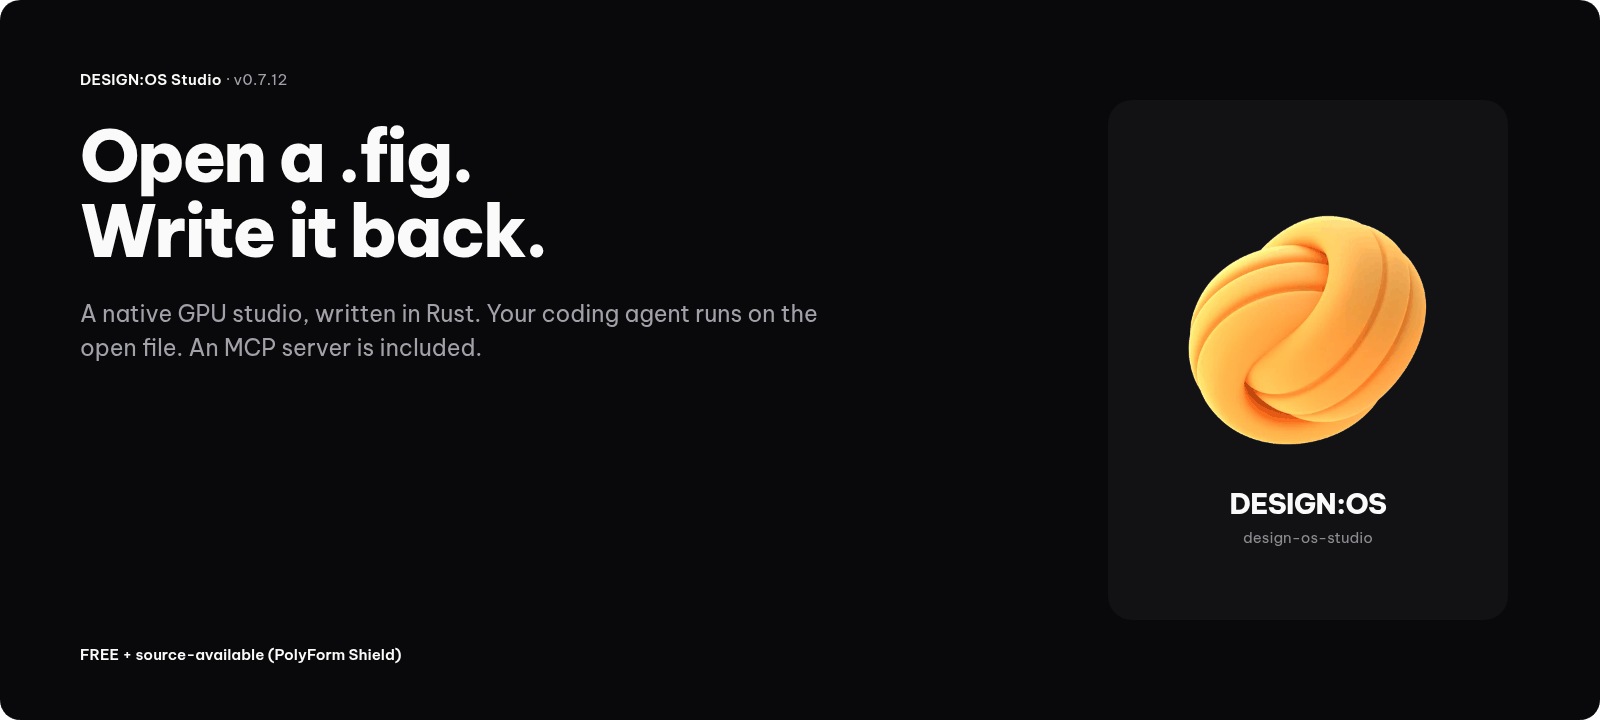 DESIGN:OS Studio · v0.7.12
Open a .fig.
Write it back.
A native GPU studio, written in Rust. Your coding agent runs on the
open file. An MCP server is included.
DESIGN:OS
design-os-studio
FREE + source-available (PolyForm Shield)